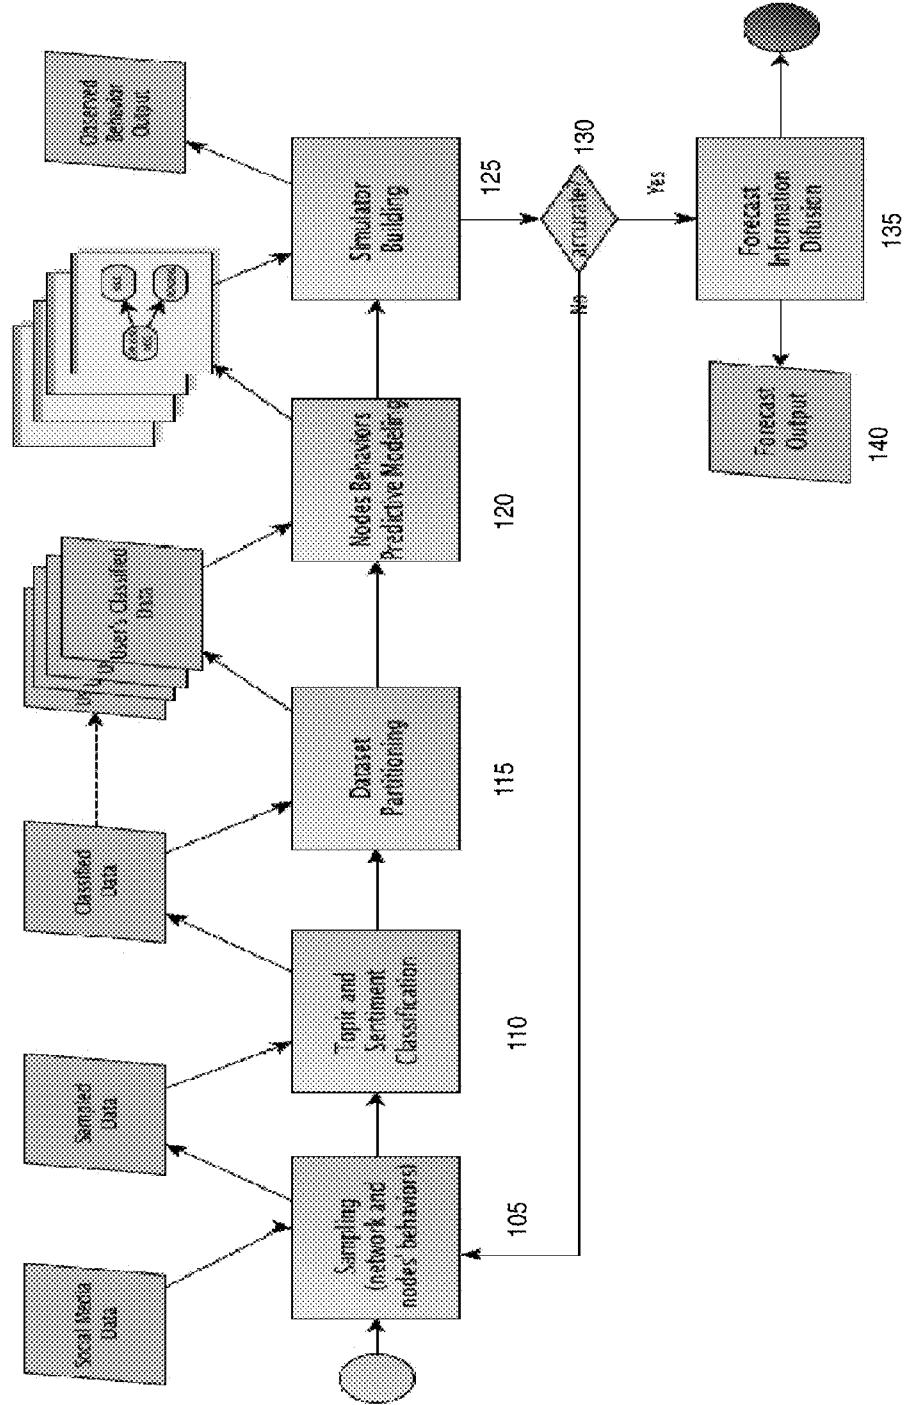 Social Media
Data
Sampled
Data
Classified
Data
User's Classified
Data
Observed
Behavior
Output
Sampling
(network and
nodes' behaviors)
105
Topic and
Sentiment
Classification
110
Dataset
Partitioning
115
Nodes Behaviors
Predictive Modeling
120
Simulator
Building
125
accurate?
130
No
Yes
Forecast
Information
Difusion
135
Forecast
Output
140